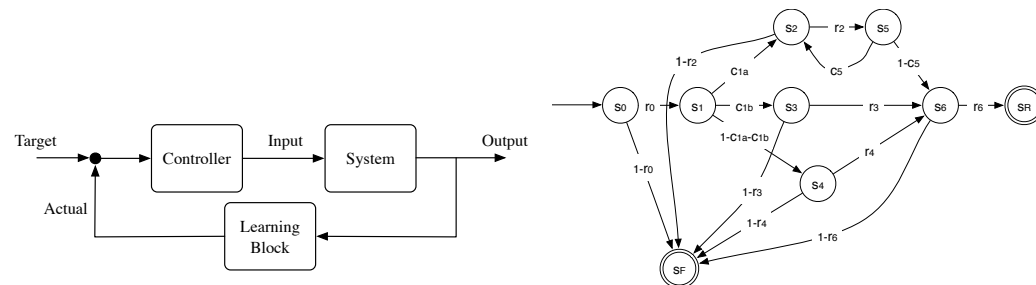 Target
Controller
Input
System
Output
Actual
Learning
Block
S0
r0
S1
C1a
C1b
1-C1a-C1b
S2
r2
S5
C5
1-C5
1-r2
S3
r3
S6
r6
SR
S4
r4
1-r0
1-r3
1-r4
1-r6
SF